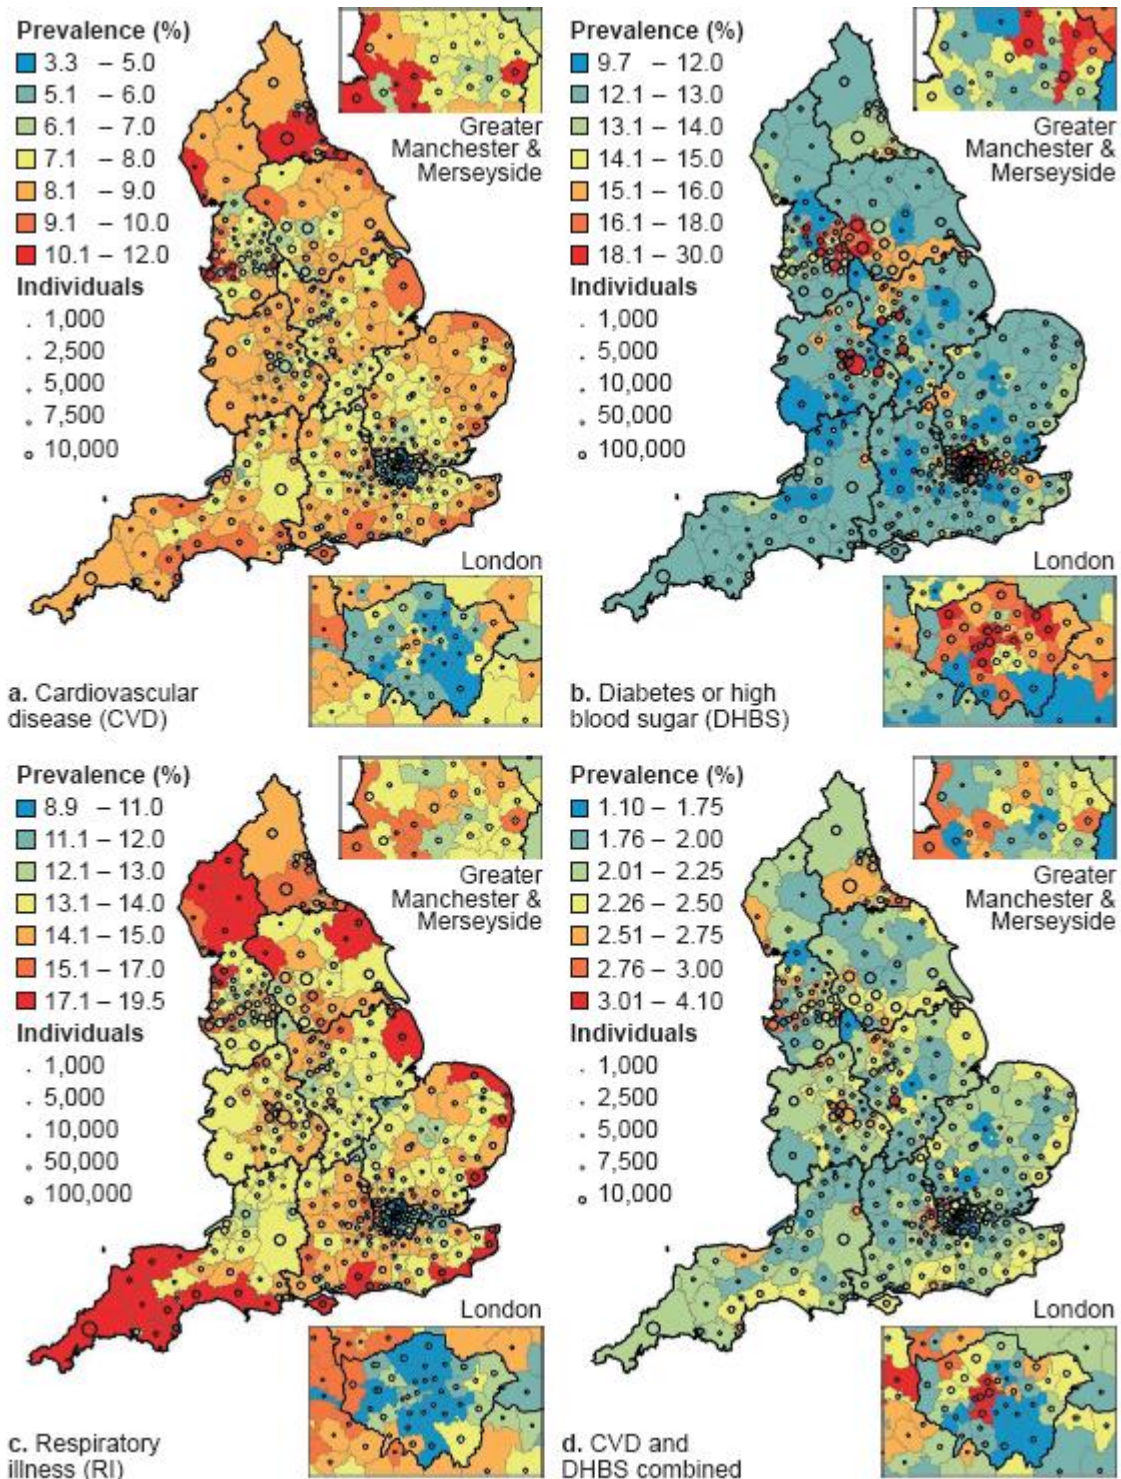 Prevalence (%)
3.3 – 5.0
5.1 – 6.0
6.1 – 7.0
7.1 – 8.0
8.1 – 9.0
9.1 – 10.0
10.1 – 12.0
Individuals
1,000
2,500
5,000
7,500
10,000
Greater
Manchester &
Merseyside
London
a. Cardiovascular
disease (CVD)
Prevalence (%)
9.7 – 12.0
12.1 – 13.0
13.1 – 14.0
14.1 – 15.0
15.1 – 16.0
16.1 – 18.0
18.1 – 30.0
Individuals
1,000
5,000
10,000
50,000
100,000
Greater
Manchester &
Merseyside
London
b. Diabetes or high
blood sugar (DHBS)
Prevalence (%)
8.9 – 11.0
11.1 – 12.0
12.1 – 13.0
13.1 – 14.0
14.1 – 15.0
15.1 – 17.0
17.1 – 19.5
Individuals
1,000
5,000
10,000
50,000
100,000
Greater
Manchester &
Merseyside
London
c. Respiratory
illness (RI)
Prevalence (%)
1.10 – 1.75
1.76 – 2.00
2.01 – 2.25
2.26 – 2.50
2.51 – 2.75
2.76 – 3.00
3.01 – 4.10
Individuals
1,000
2,500
5,000
7,500
10,000
Greater
Manchester &
Merseyside
London
d. CVD and
DHBS combined